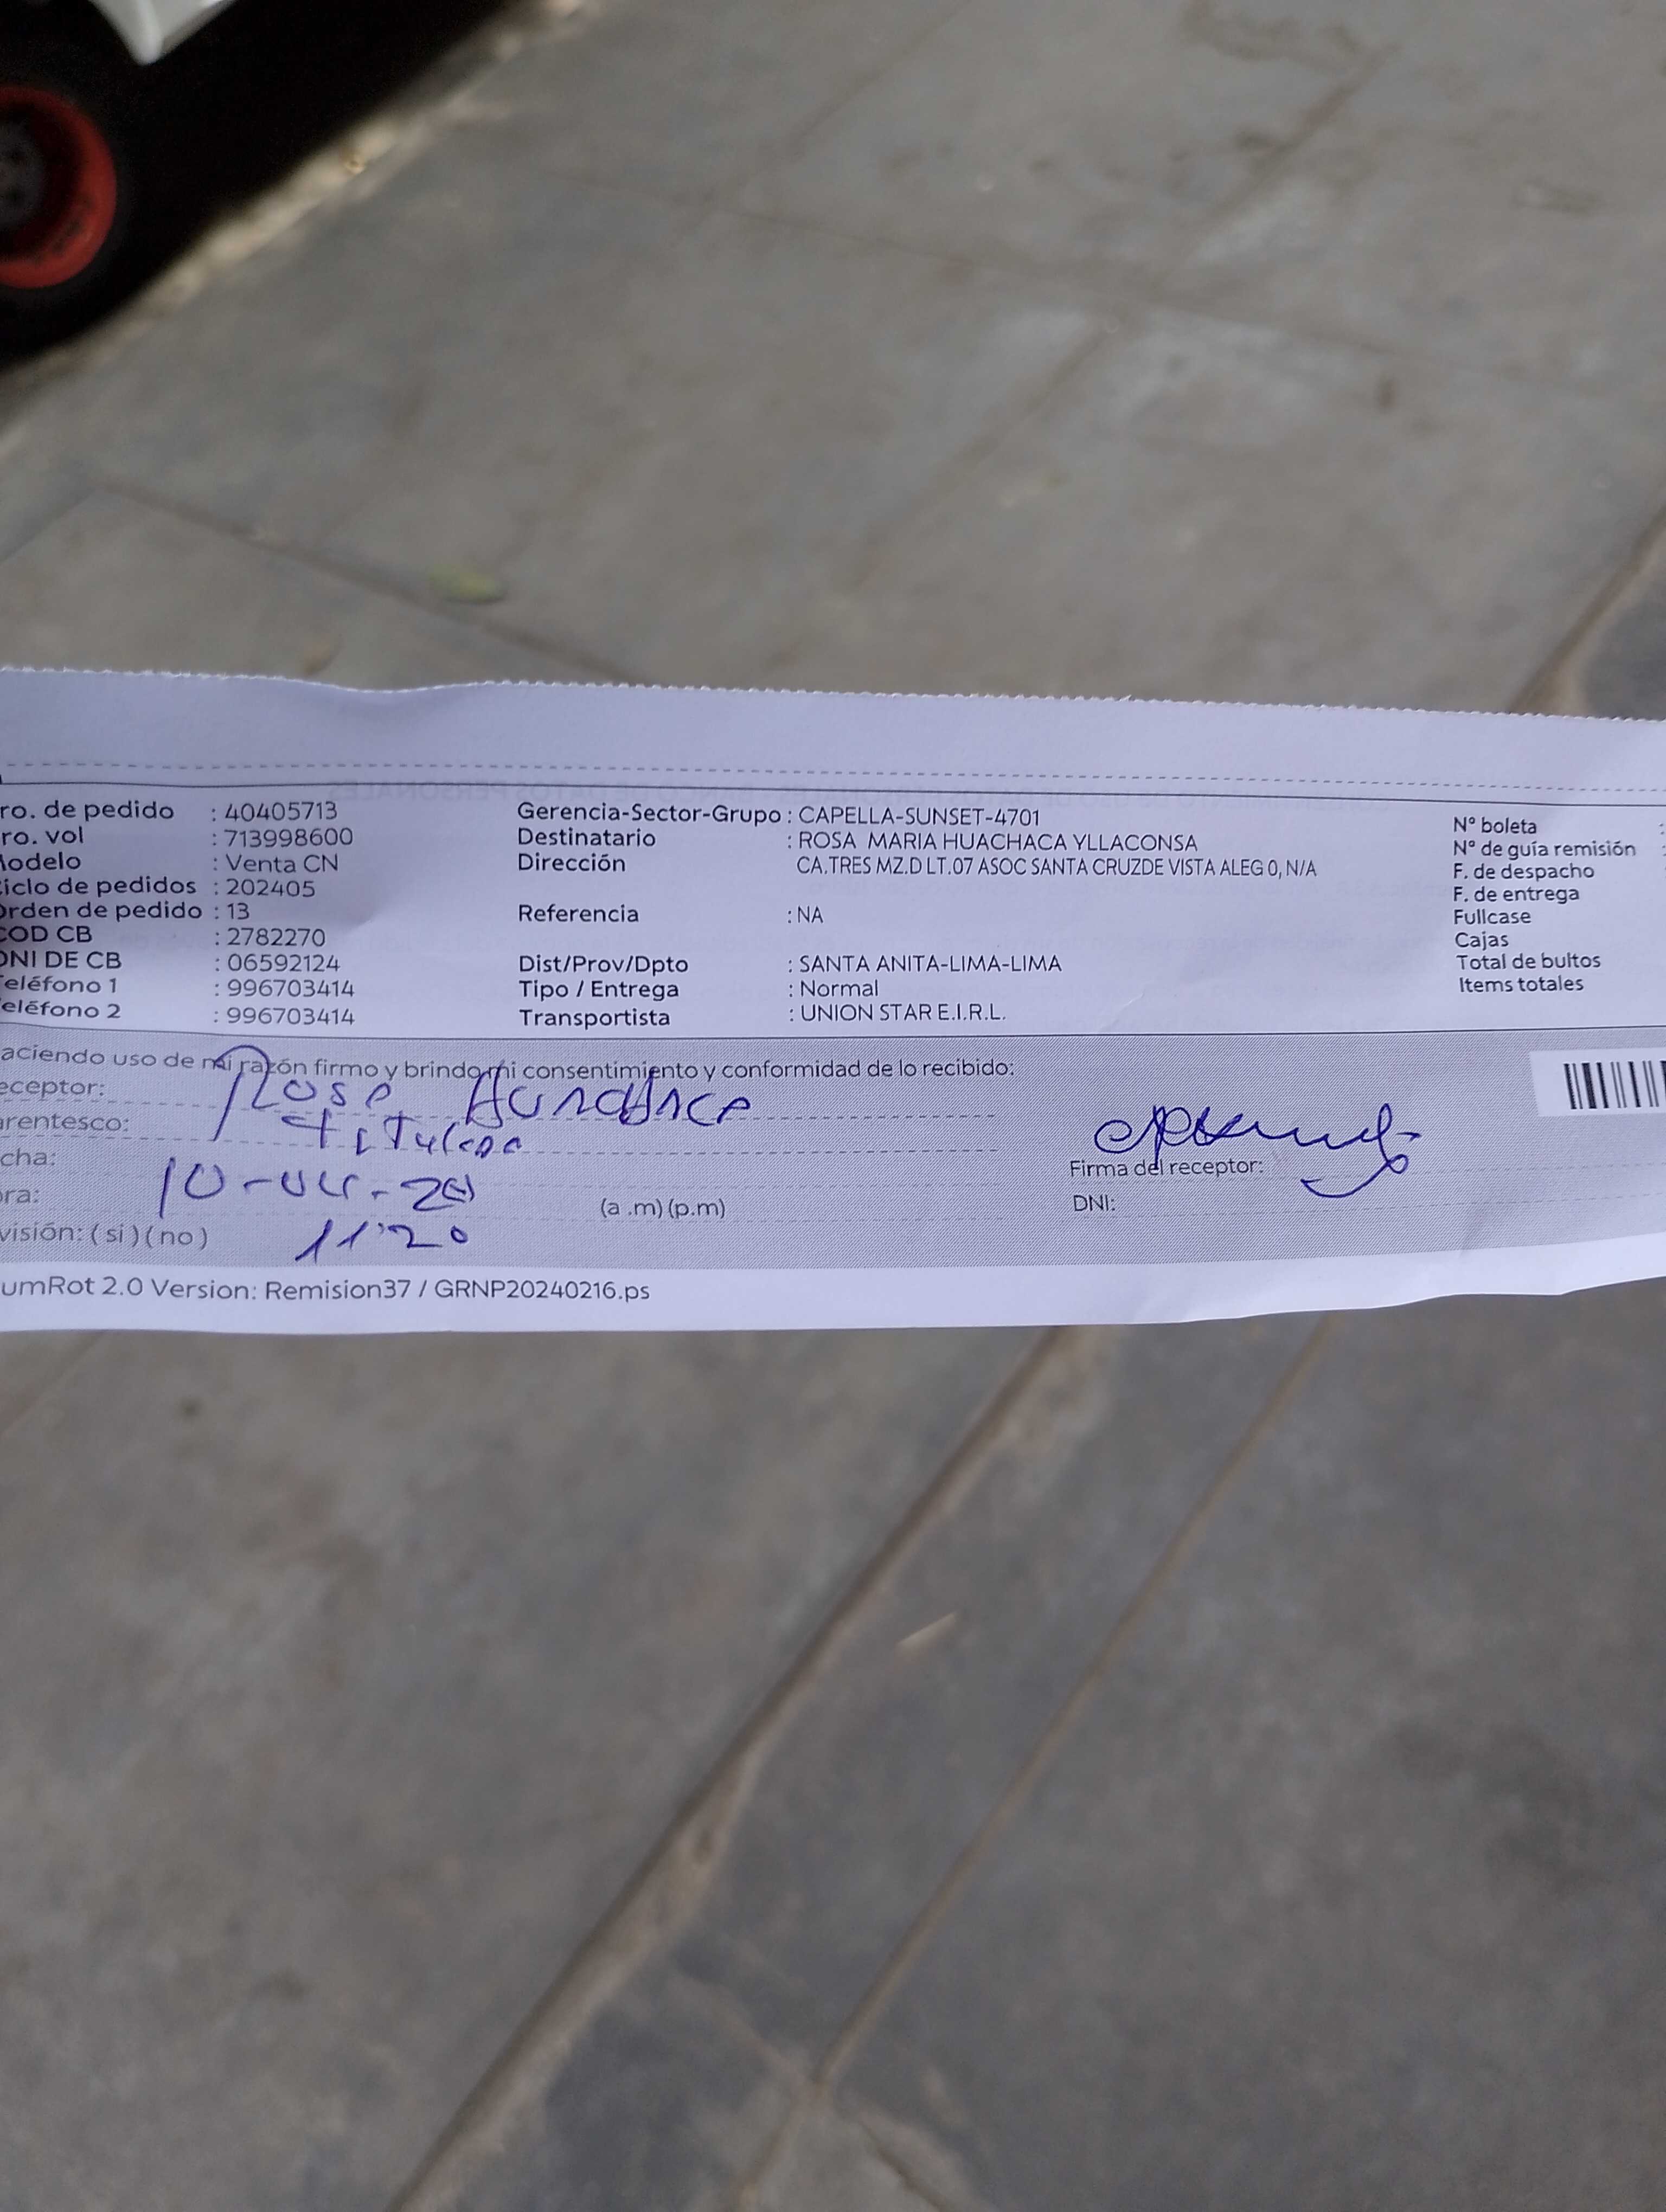 ro. de pedido : 40405713
ro. vol : 713998600
odelo : Venta CN
iclo de pedidos : 202405
rden de pedido : 13
COD CB : 2782270
DNI DE CB : 06592124
eléfono 1 : 996703414
eléfono 2 : 996703414
Gerencia-Sector-Grupo : CAPELLA-SUNSET-4701
Destinatario : ROSA MARIA HUACHACA YLLACONSA
Dirección CA.TRES MZ.D LT.07 ASOC SANTA CRUZDE VISTA ALEG 0, N/A
Referencia : NA
Dist/Prov/Dpto : SANTA ANITA-LIMA-LIMA
Tipo / Entrega : Normal
Transportista : UNION STAR E.I.R.L.
N° boleta :
N° de guía remisión :
F. de despacho
F. de entrega
Fullcase
Cajas
Total de bultos
Items totales
aciendo uso de mi razón firmo y brindo mi consentimiento y conformidad de lo recibido:
eceptor: Rosa
arentesco: Titular
cha: 10-04-
ora: 11:20 (a .m) (p.m)
visión: ( si ) ( no )
Firma del receptor:
DNI:
umRot 2.0 Version: Remision37 / GRNP20240216.ps